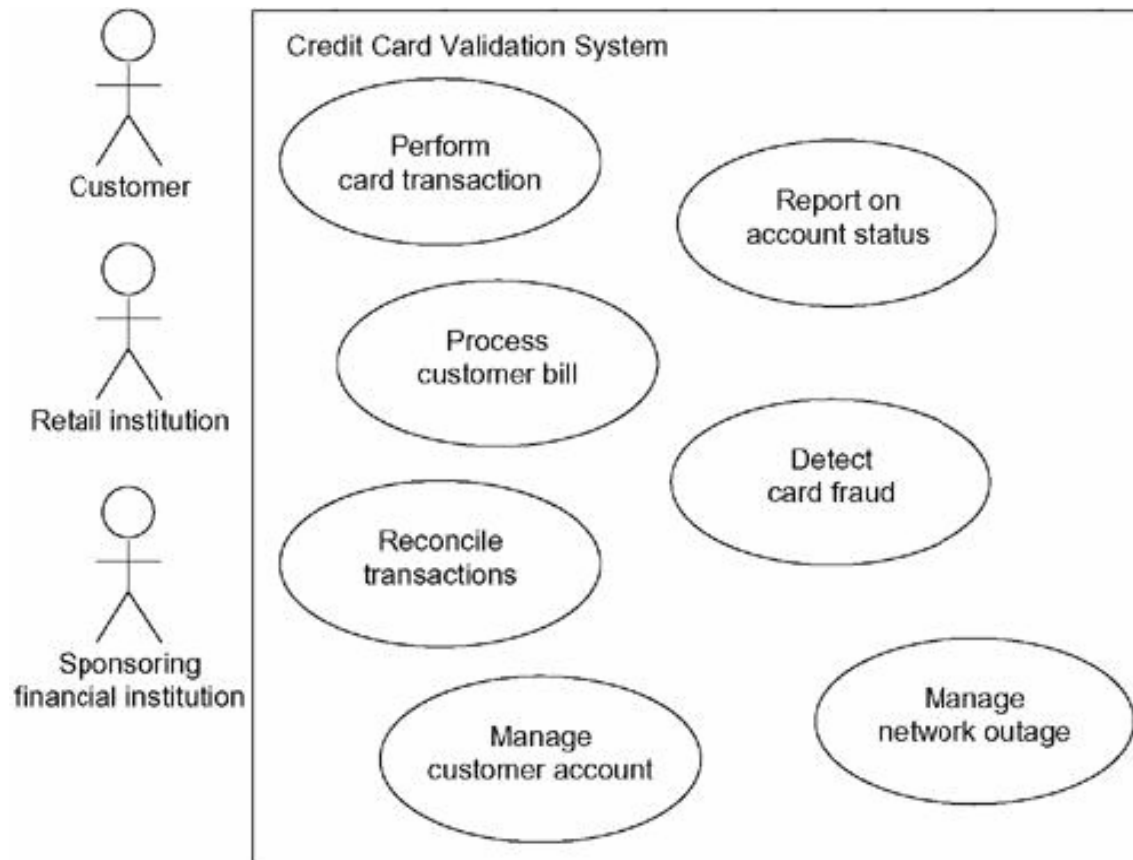 Credit Card Validation System
Customer
Retail institution
Sponsoring
financial institution
Perform
card transaction
Report on
account status
Process
customer bill
Detect
card fraud
Reconcile
transactions
Manage
network outage
Manage
customer account